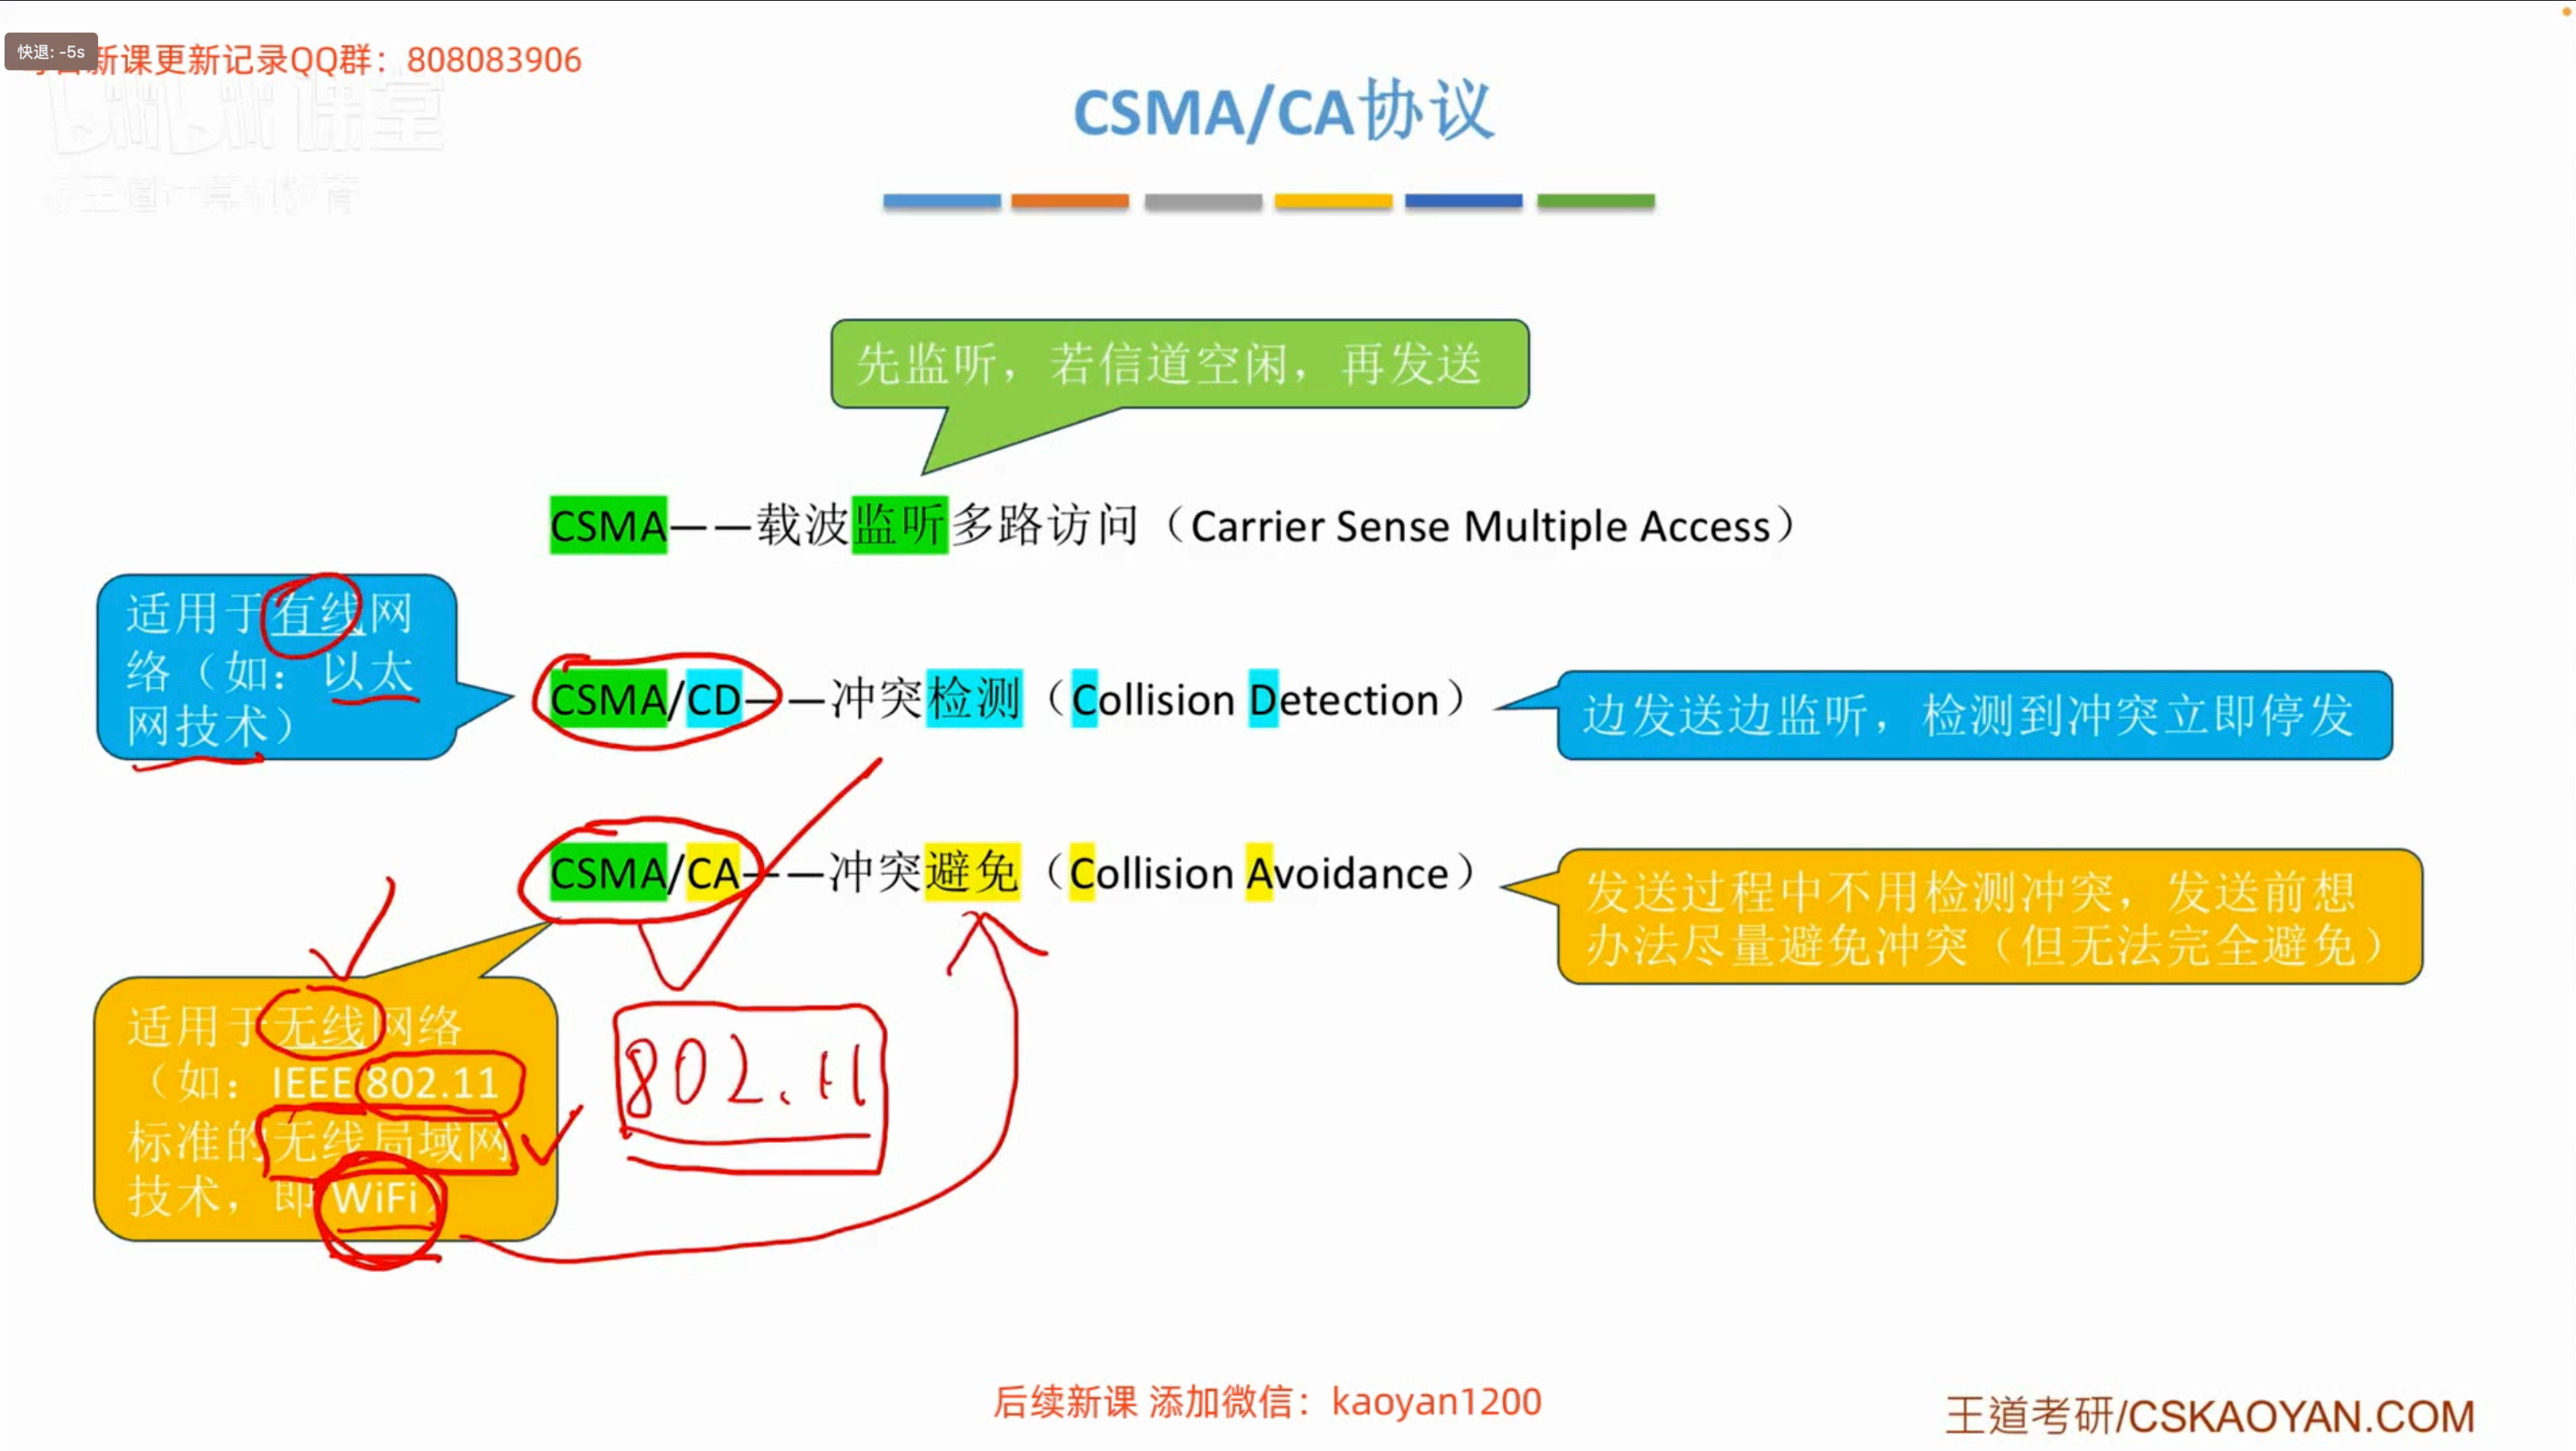 快退: -5s
新课更新记录QQ群：808083906
课堂
CSMA/CA协议
先监听，若信道空闲，再发送
CSMA——载波监听多路访问（Carrier Sense Multiple Access）
适用于有线网
络（如：以太
网技术）
CSMA/CD——冲突检测（Collision Detection）
边发送边监听，检测到冲突立即停发
CSMA/CA——冲突避免（Collision Avoidance）
发送过程中不用检测冲突，发送前想
办法尽量避免冲突（但无法完全避免）
适用于无线网络
（如：IEEE 802.11
标准的无线局域网
技术，即 WiFi）
802.11
后续新课 添加微信：kaoyan1200
王道考研/CSKAOYAN.COM